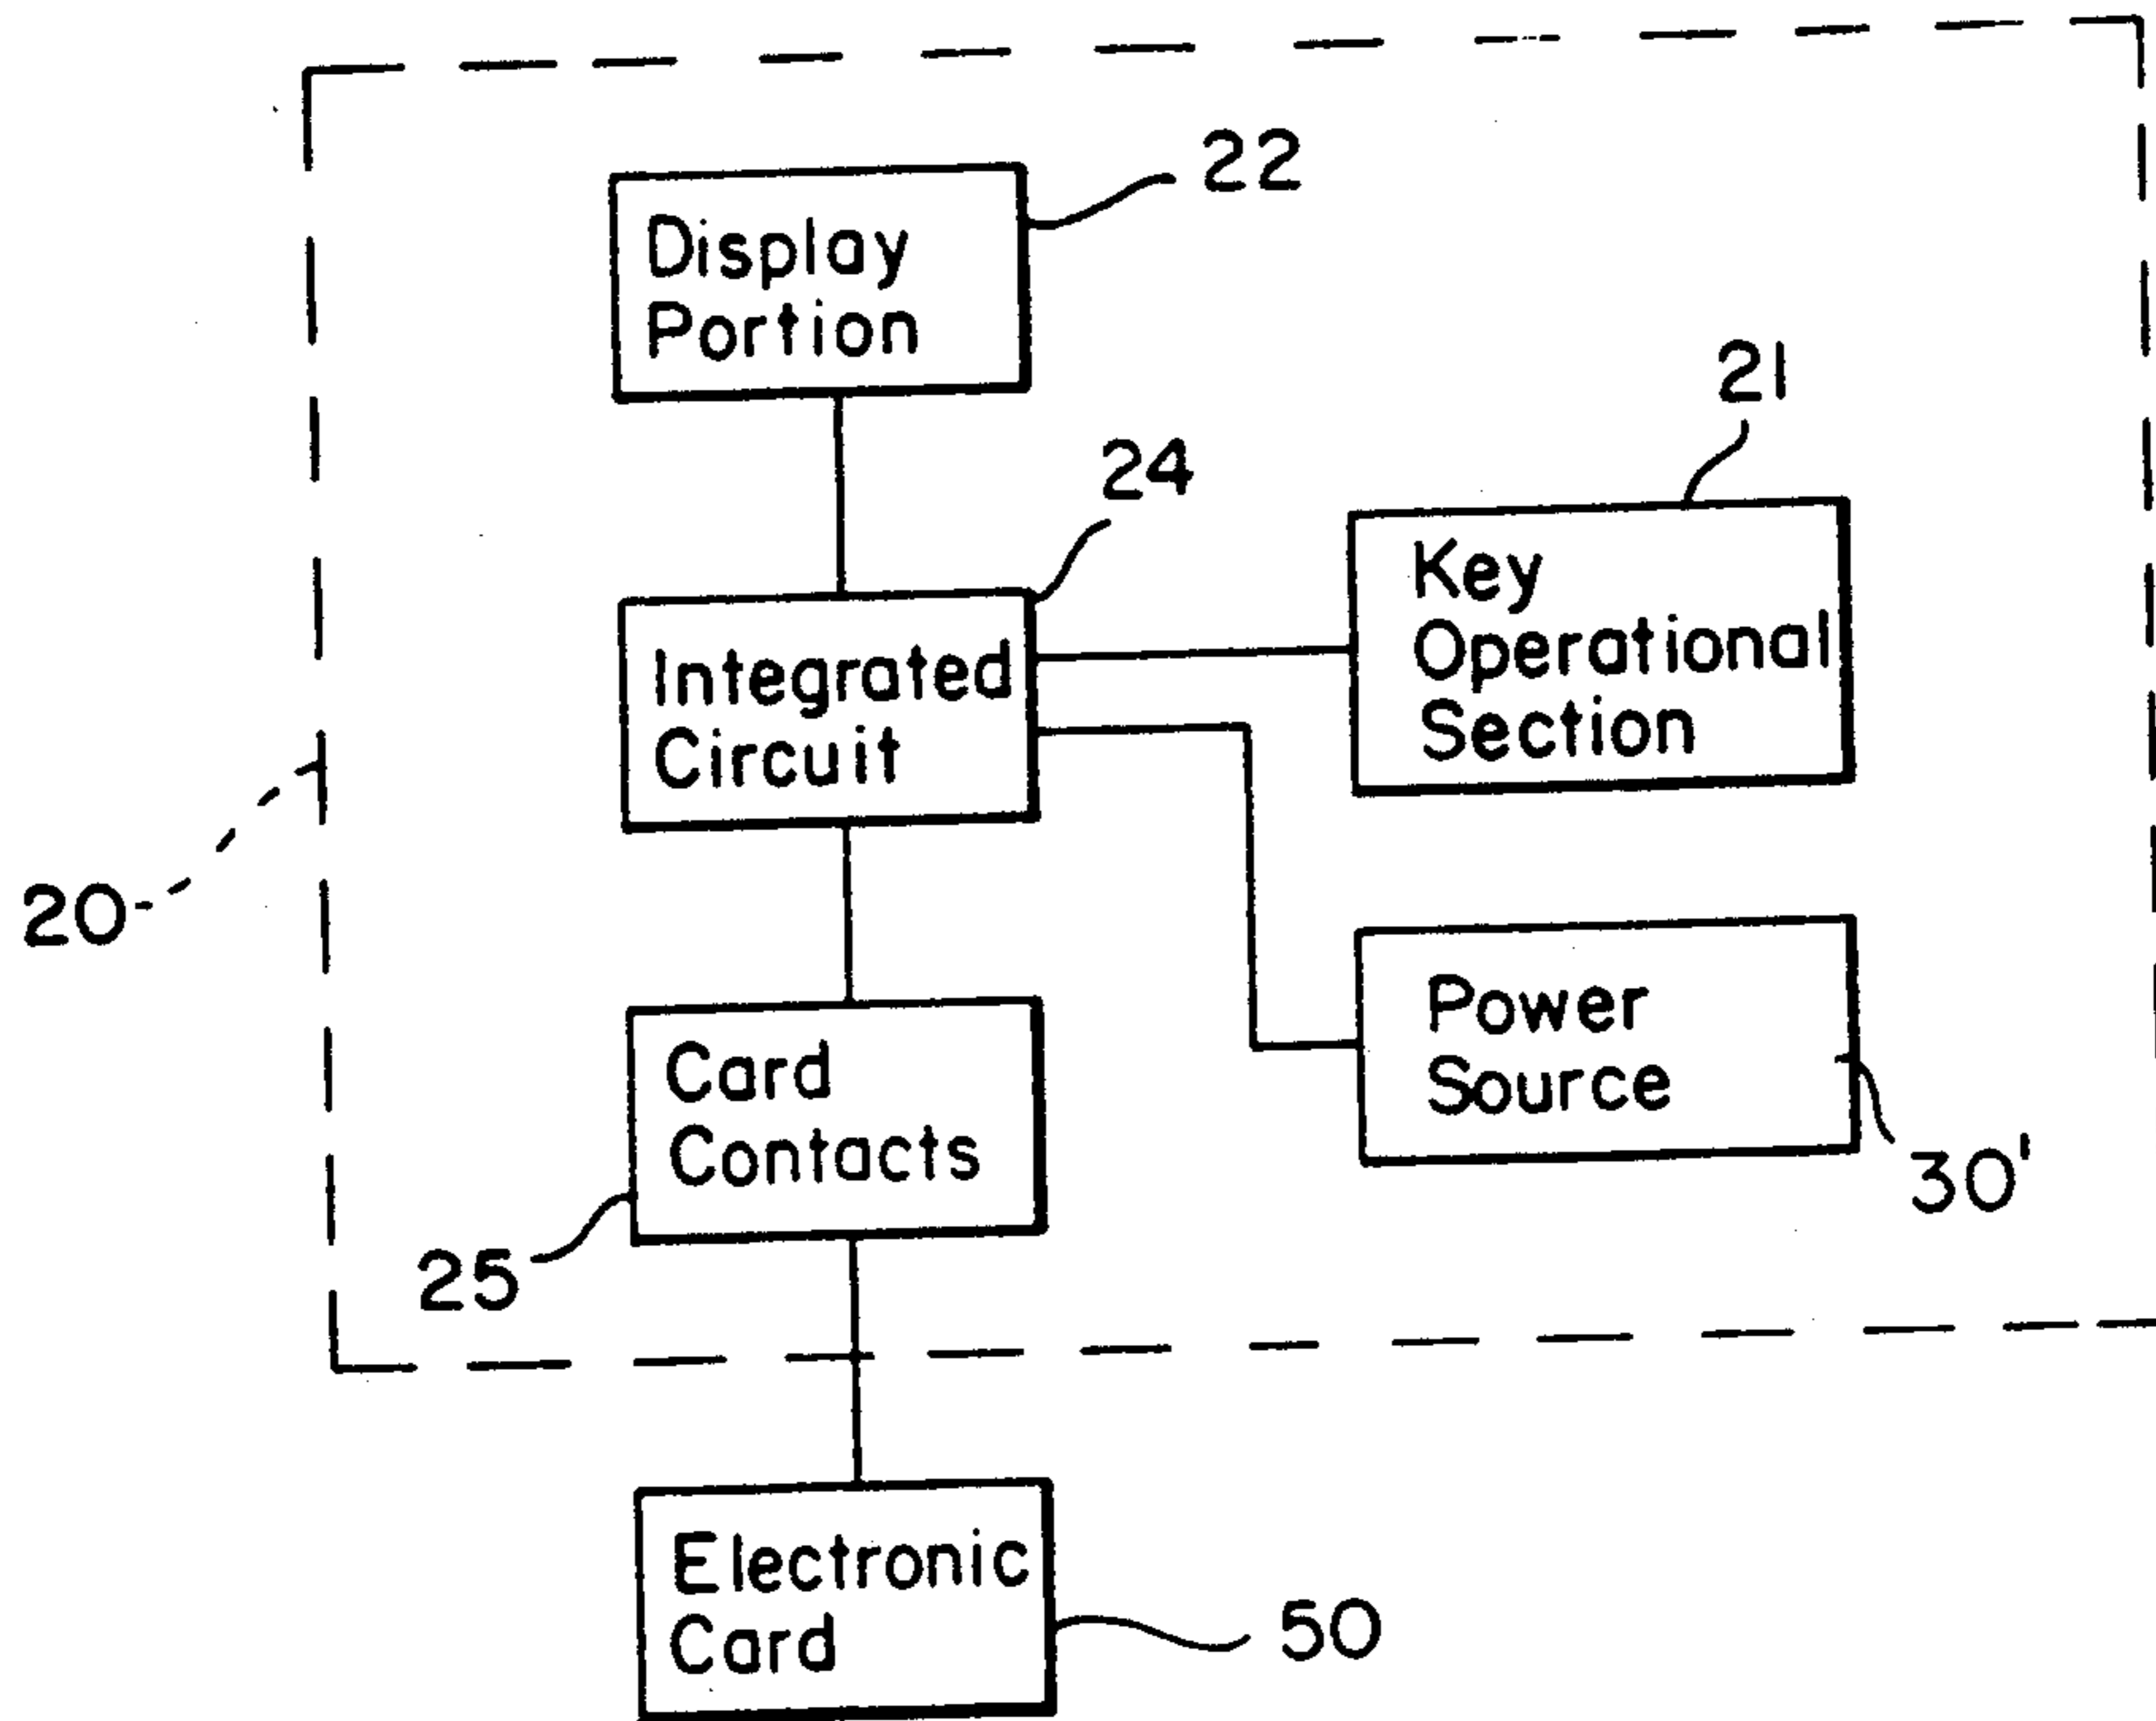 22
Display
Portion
21
24
Key
Operational
Section
Integrated
Circuit
20
Power
Source
30'
Card
Contacts
25
Electronic
Card
50